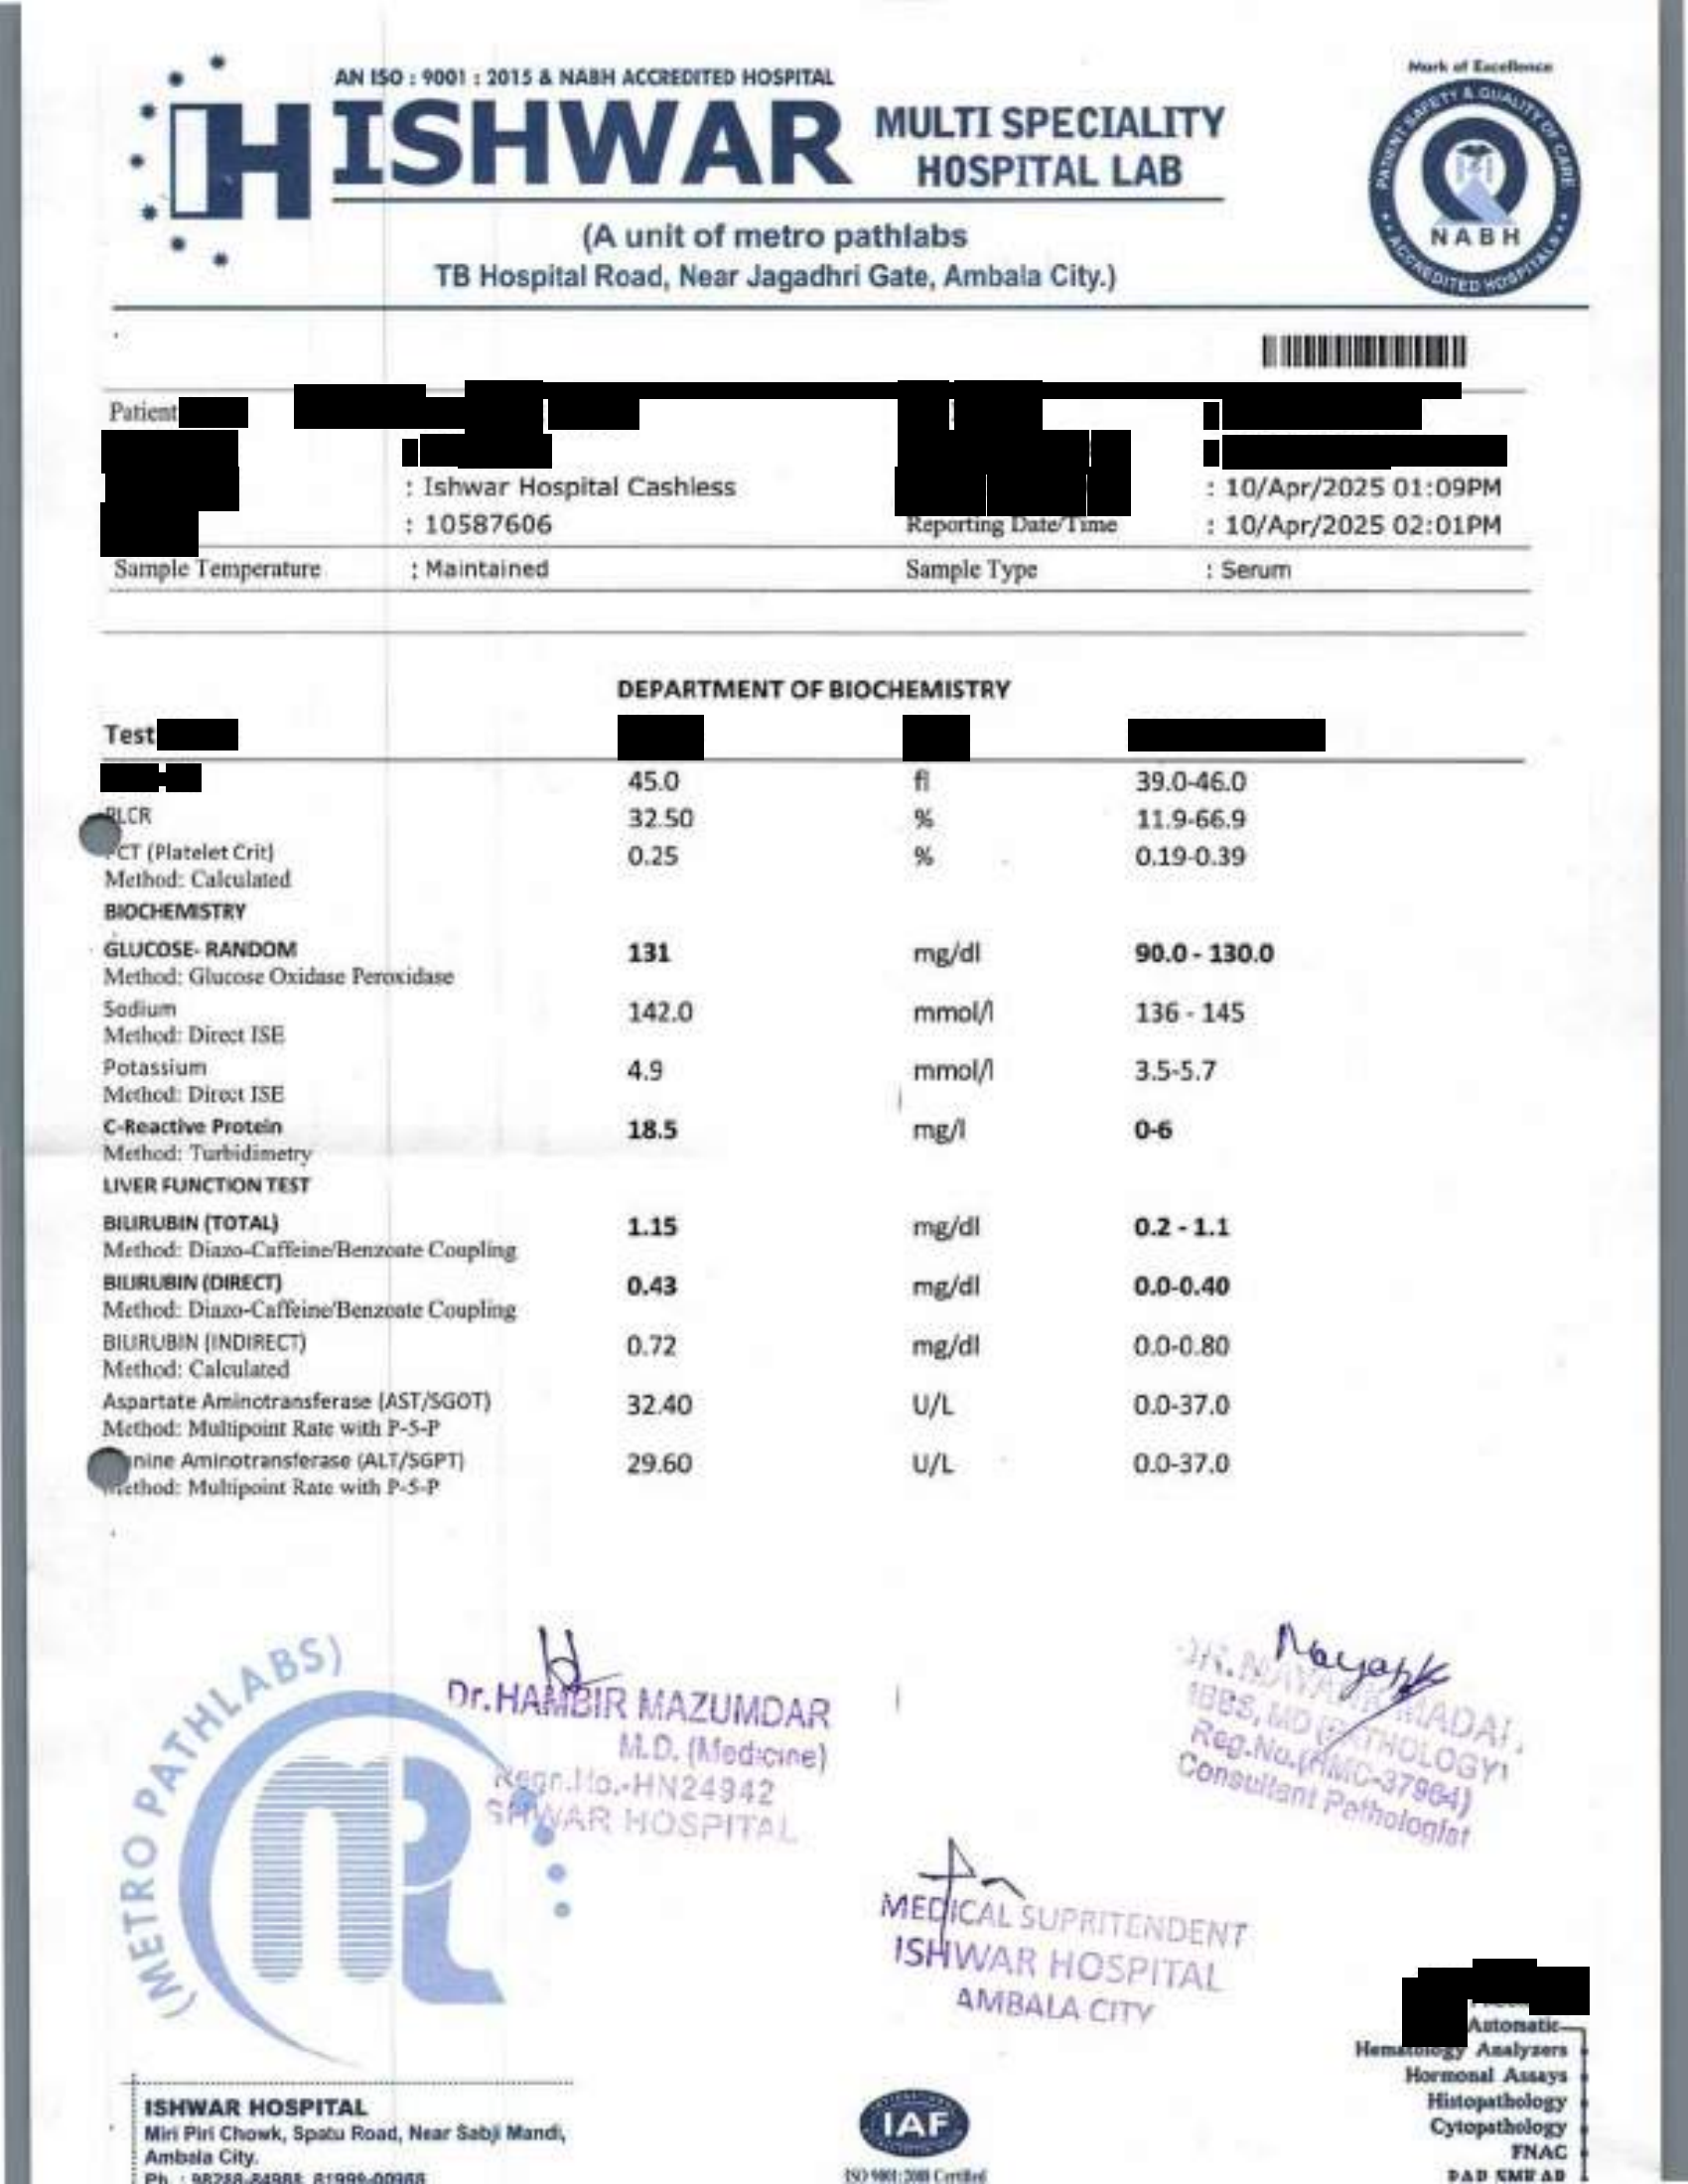 AN ISO : 9001 : 2015 & NABH ACCREDITED HOSPITAL
H ISHWAR MULTI SPECIALITY HOSPITAL LAB
(A unit of metro pathlabs
TB Hospital Road, Near Jagadhri Gate, Ambala City.)
Mark of Excellence
PATIENT SAFETY & QUALITY OF CARE
NABH
ACCREDITED HOSPITALS
Patient
: Ishwar Hospital Cashless : 10/Apr/2025 01:09PM
: 10587606 Reporting Date/Time : 10/Apr/2025 02:01PM
Sample Temperature : Maintained Sample Type : Serum
DEPARTMENT OF BIOCHEMISTRY
Test
45.0 fl 39.0-46.0
PLCR 32.50 % 11.9-66.9
CT (Platelet Crit) 0.25 % 0.19-0.39
Method: Calculated
BIOCHEMISTRY
GLUCOSE- RANDOM 131 mg/dl 90.0 - 130.0
Method: Glucose Oxidase Peroxidase
Sodium 142.0 mmol/l 136 - 145
Method: Direct ISE
Potassium 4.9 mmol/l 3.5-5.7
Method: Direct ISE
C-Reactive Protein 18.5 mg/l 0-6
Method: Turbidimetry
LIVER FUNCTION TEST
BILIRUBIN (TOTAL) 1.15 mg/dl 0.2 - 1.1
Method: Diazo-Caffeine/Benzoate Coupling
BILIRUBIN (DIRECT) 0.43 mg/dl 0.0-0.40
Method: Diazo-Caffeine/Benzoate Coupling
BILIRUBIN (INDIRECT) 0.72 mg/dl 0.0-0.80
Method: Calculated
Aspartate Aminotransferase (AST/SGOT) 32.40 U/L 0.0-37.0
Method: Multipoint Rate with P-5-P
nine Aminotransferase (ALT/SGPT) 29.60 U/L 0.0-37.0
Method: Multipoint Rate with P-5-P
(METRO PATHLABS)
Dr.HAMBIR MAZUMDAR
M.D. (Medicine)
Regn.No.-HN24942
SHWAR HOSPITAL
Mayank
DR. MAYANK MADA
MBBS, MD (PATHOLOGY)
Reg.No.(HMC-37964)
Consultant Pathologist
MEDICAL SUPRITENDENT
ISHWAR HOSPITAL
AMBALA CITY
Automatic
Hematology Analyzers
Hormonal Assays
Histopathology
Cytopathology
FNAC
PAP SMEAR
ISHWAR HOSPITAL
Miri Piri Chowk, Spatu Road, Near Sabji Mandi,
Ambala City.
Ph. : 98288-84988, 81999-00988
IAF
ISO 9001:2008 Certified